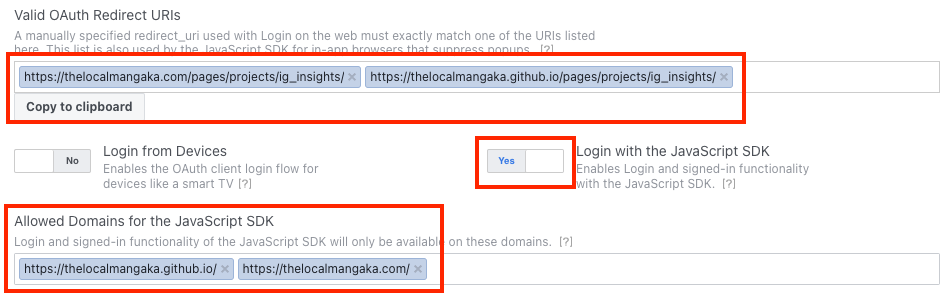 Valid OAuth Redirect URIs
A manually specified redirect_uri used with Login on the web must exactly match one of the URIs listed
here. This list is also used by the JavaScript SDK for in-app browsers that suppress popups. [?]
https://thelocalmangaka.com/pages/projects/ig_insights/ × https://thelocalmangaka.github.io/pages/projects/ig_insights/ ×
Copy to clipboard
No
Login from Devices
Enables the OAuth client login flow for
devices like a smart TV [?]
Yes
Login with the JavaScript SDK
Enables Login and signed-in functionality
with the JavaScript SDK. [?]
Allowed Domains for the JavaScript SDK
Login and signed-in functionality of the JavaScript SDK will only be available on these domains. [?]
https://thelocalmangaka.github.io/ × https://thelocalmangaka.com/ ×